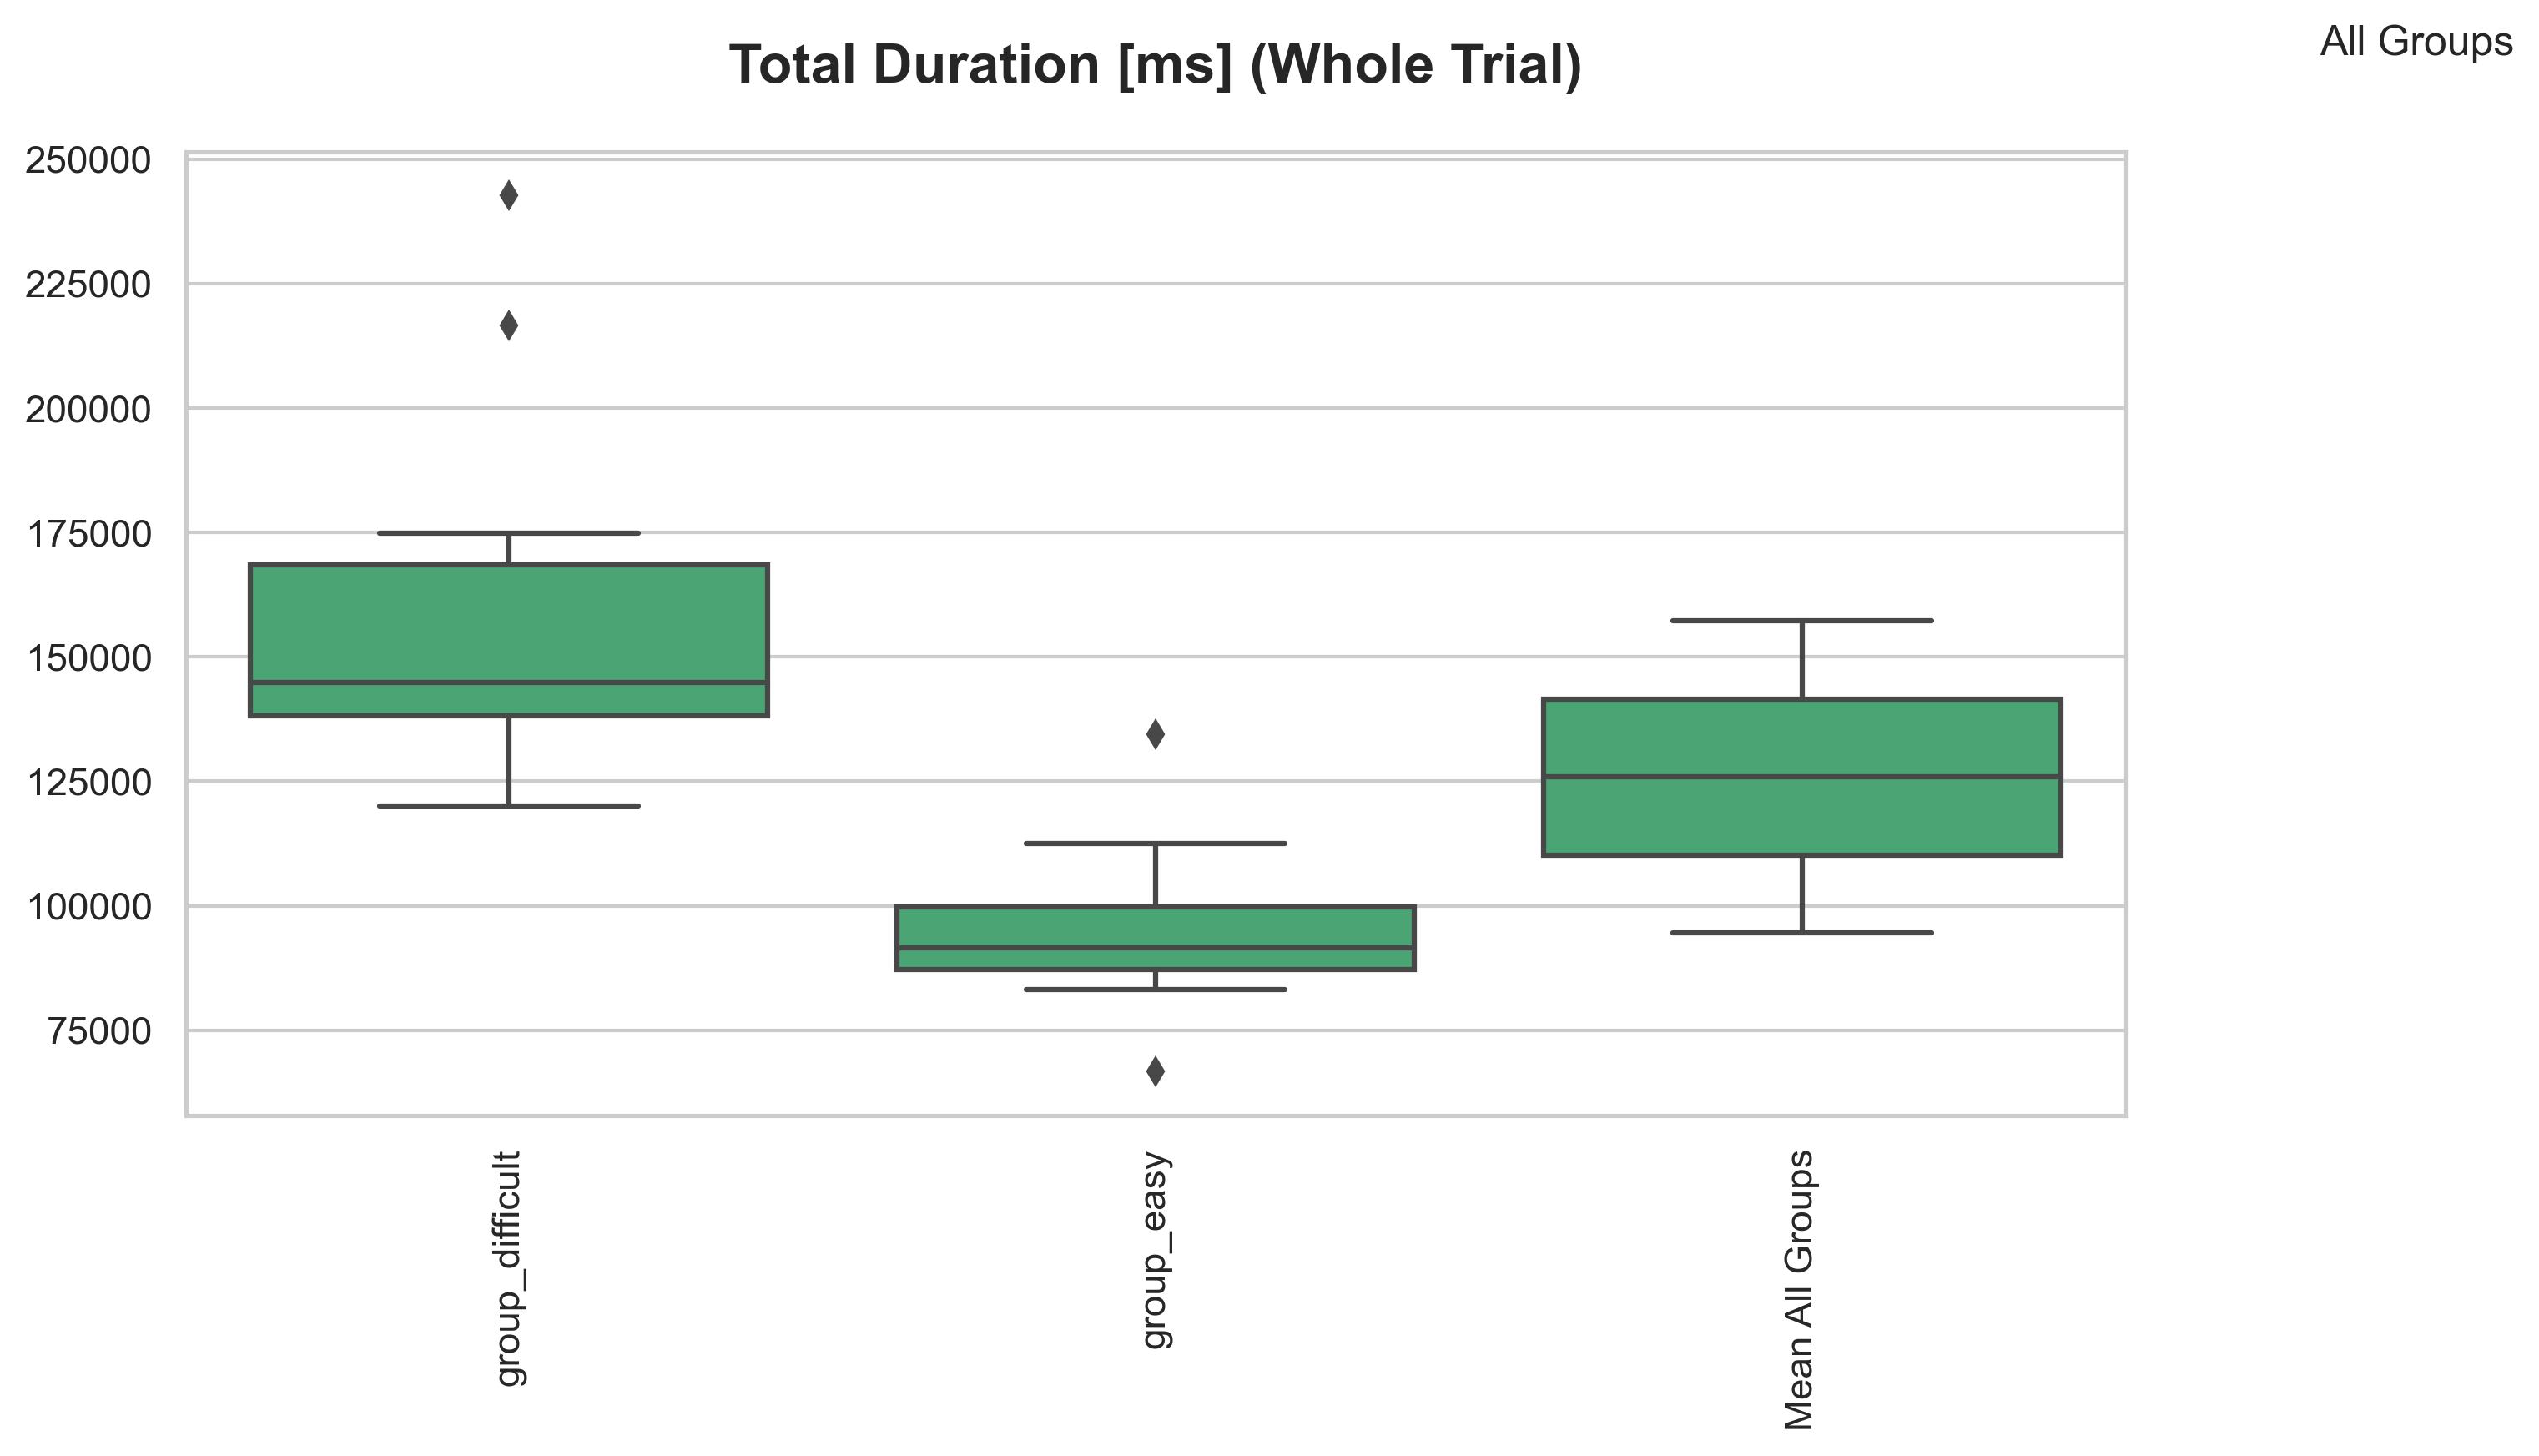 All Groups
Total Duration [ms] (Whole Trial)
250000
225000
200000
175000
150000
125000
100000
75000
group_difficult
group_easy
Mean All Groups